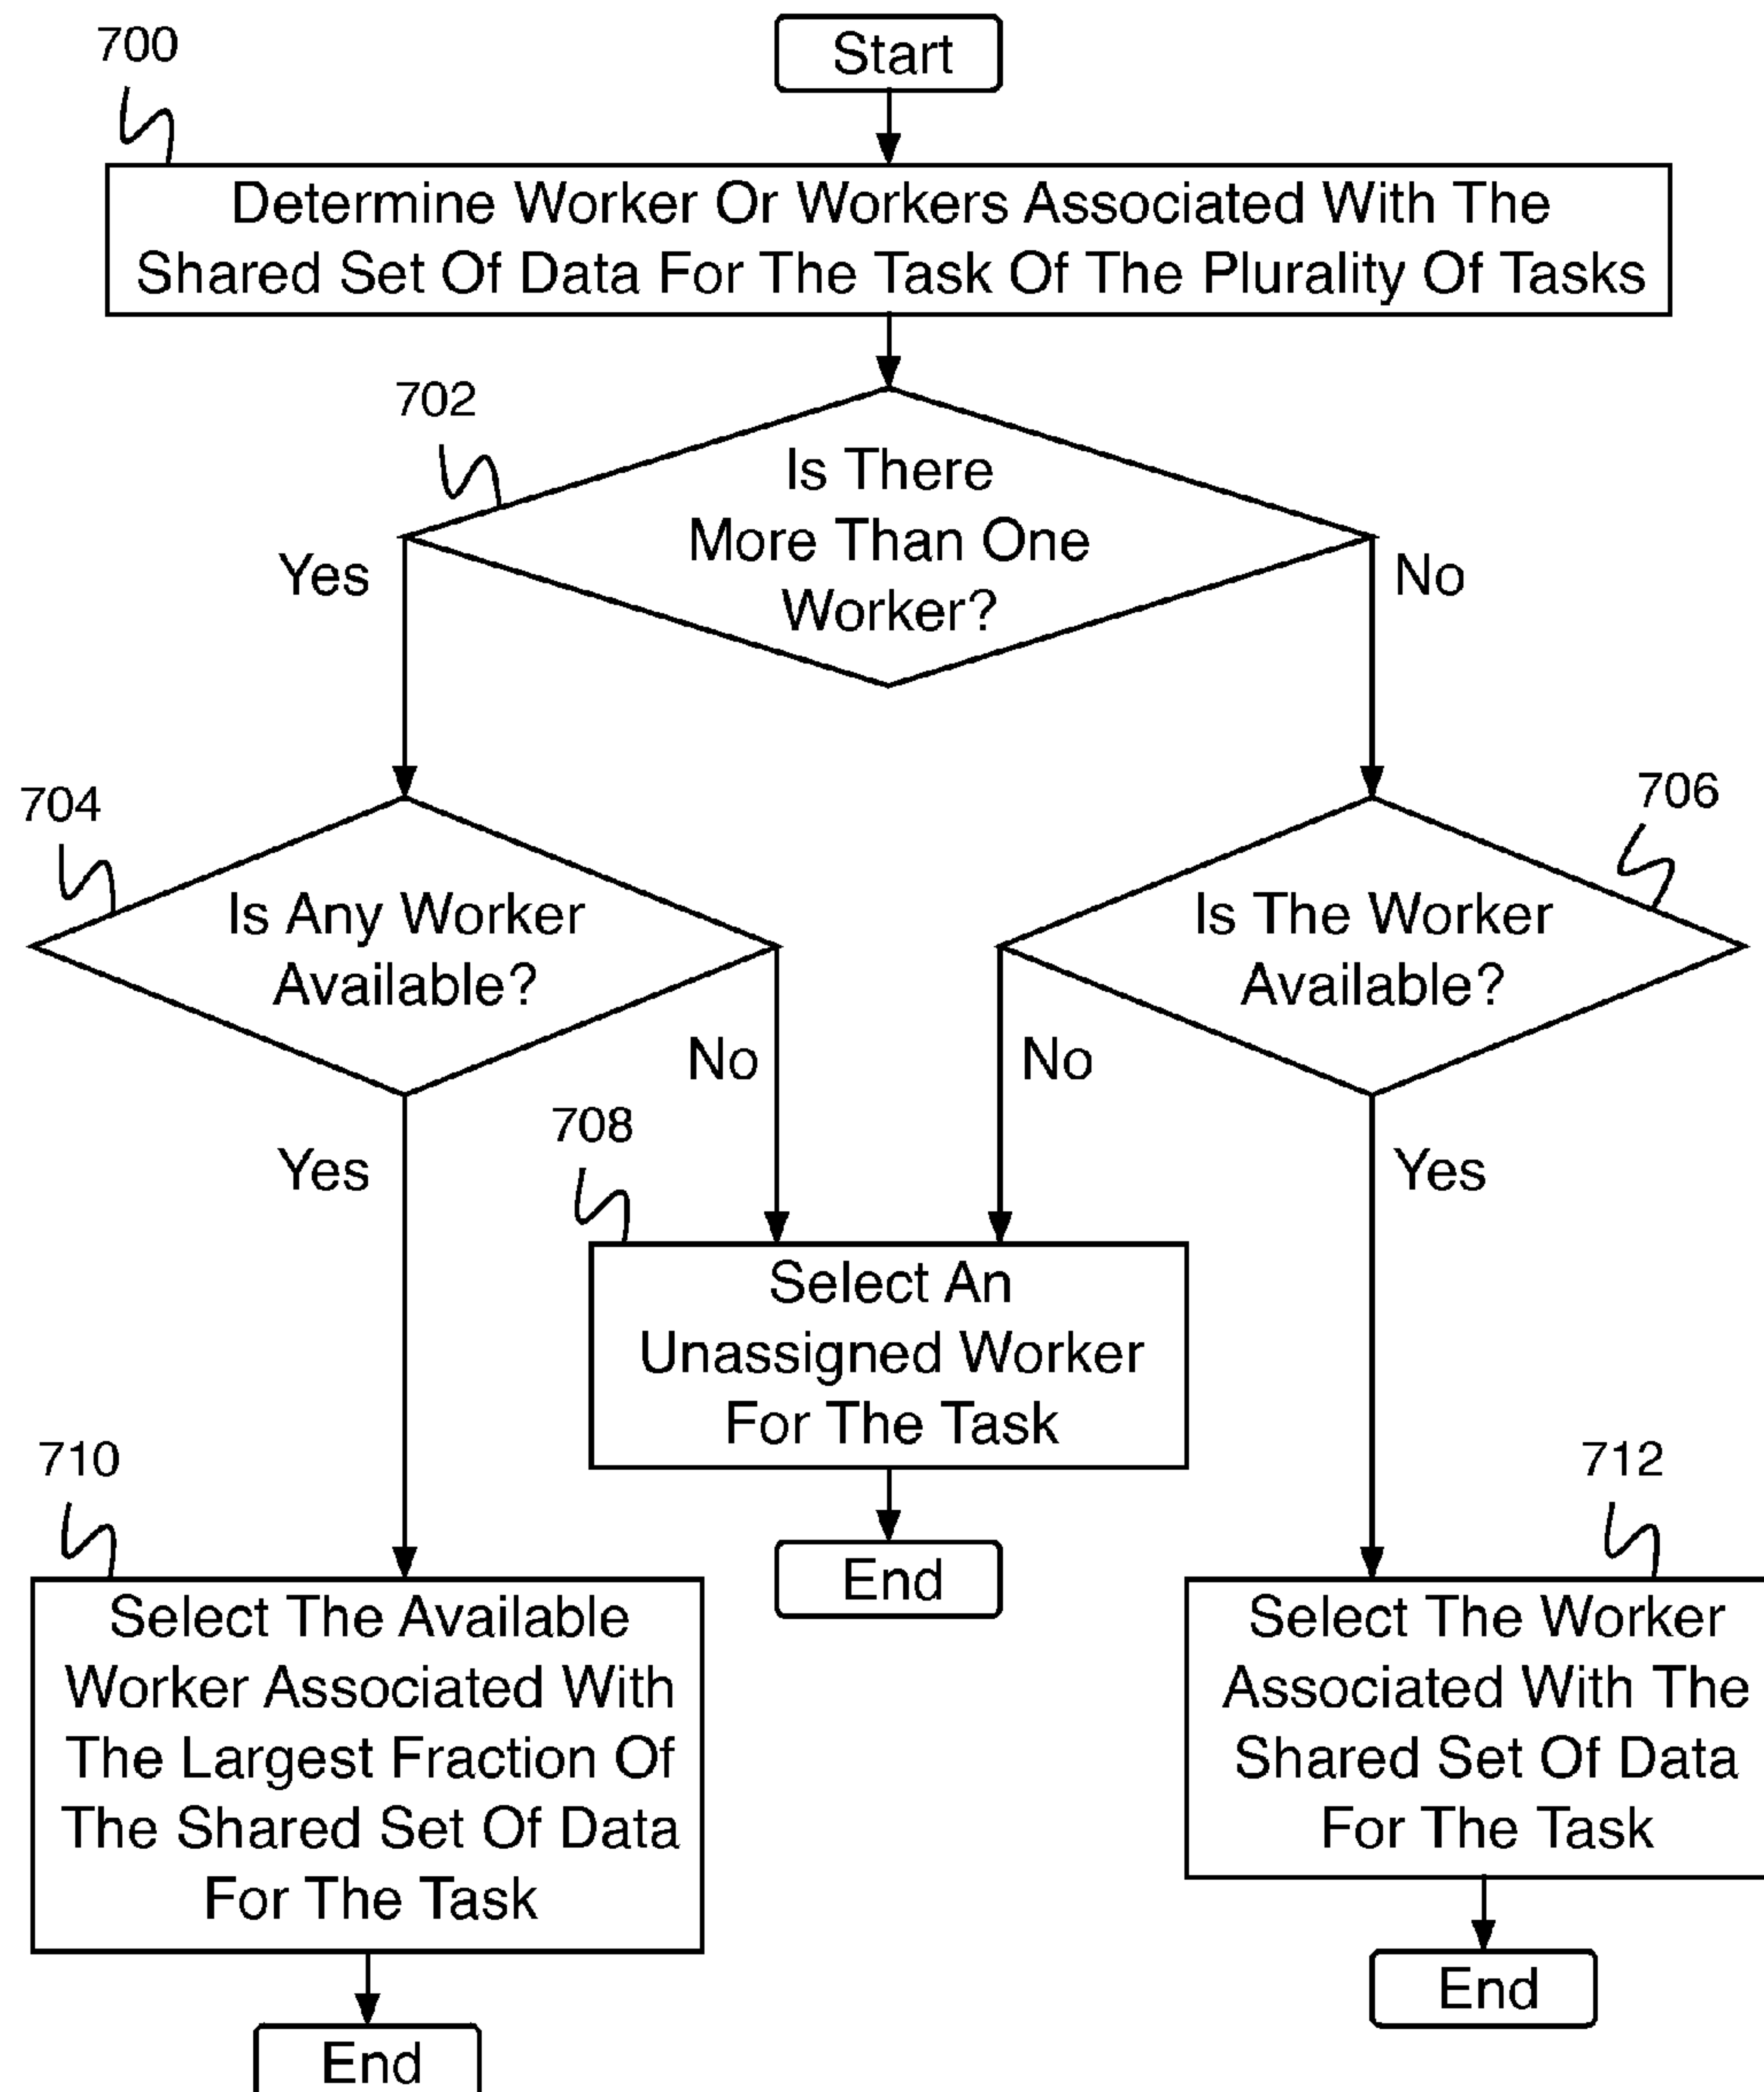 700
Start
Determine Worker Or Workers Associated With The
Shared Set Of Data For The Task Of The Plurality Of Tasks
702
Is There
More Than One
Worker?
Yes
No
704
706
Is Any Worker
Available?
Is The Worker
Available?
No
No
708
Yes
Yes
Select An
Unassigned Worker
For The Task
710
712
End
Select The Available
Worker Associated With
The Largest Fraction Of
The Shared Set Of Data
For The Task
Select The Worker
Associated With The
Shared Set Of Data
For The Task
End
End